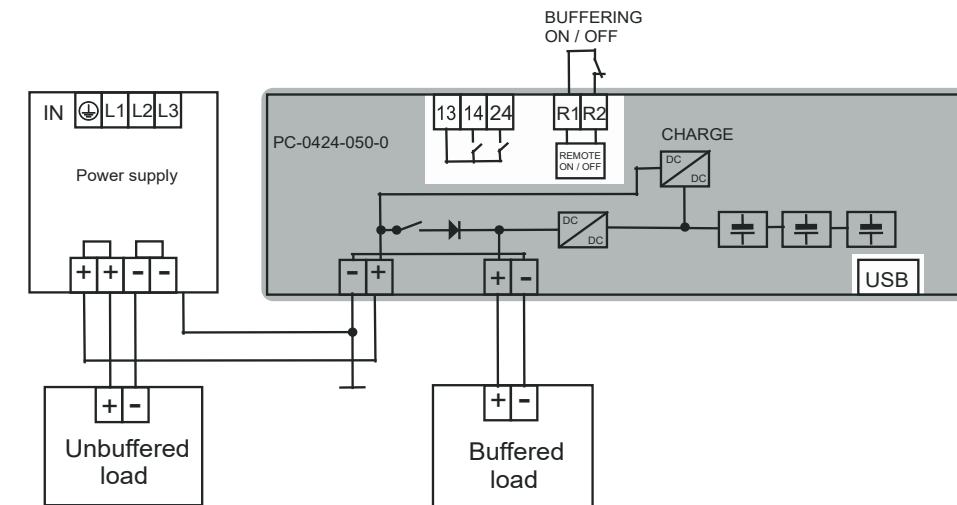 BUFFERING
ON / OFF
IN L1 L2 L3
13 14 24
R1 R2
PC-0424-050-0
CHARGE
REMOTE
ON / OFF
DC
DC
Power supply
DC
DC
+ + - -
- +
+ -
USB
+ -
+ -
Unbuffered
load
Buffered
load